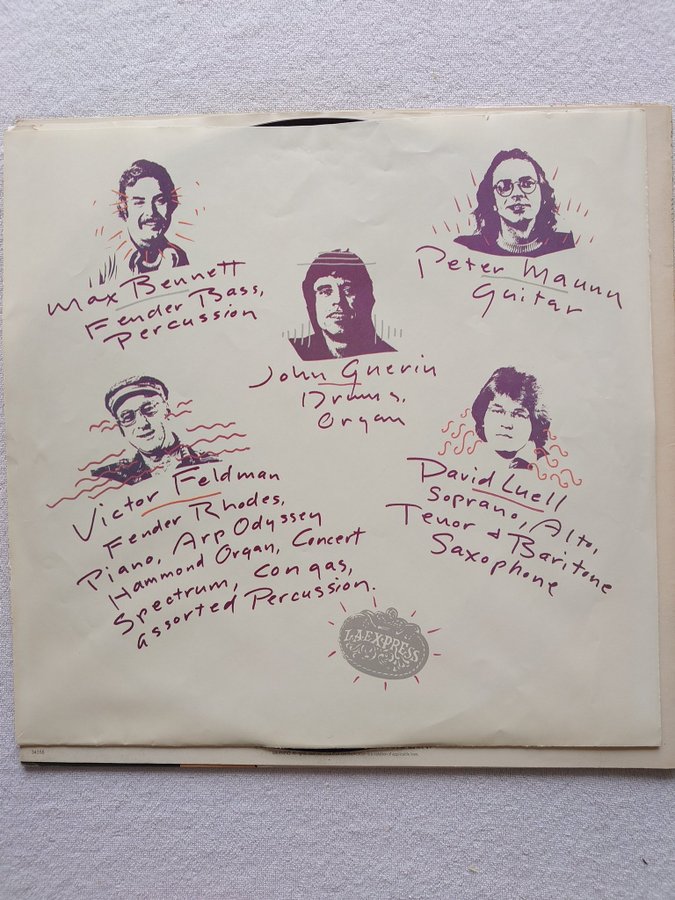 Max Bennett
Fender Bass,
Percussion
Peter Maunu
Guitar
John Guerin
Drums,
Organ
Victor Feldman
Fender Rhodes,
Piano, Arp Odyssey
Hammond Organ, Concert
Spectrum, congas,
assorted Percussion.
David Luell
Soprano, Alto,
Tenor & Baritone
Saxophone
L.A. EXPRESS
34355